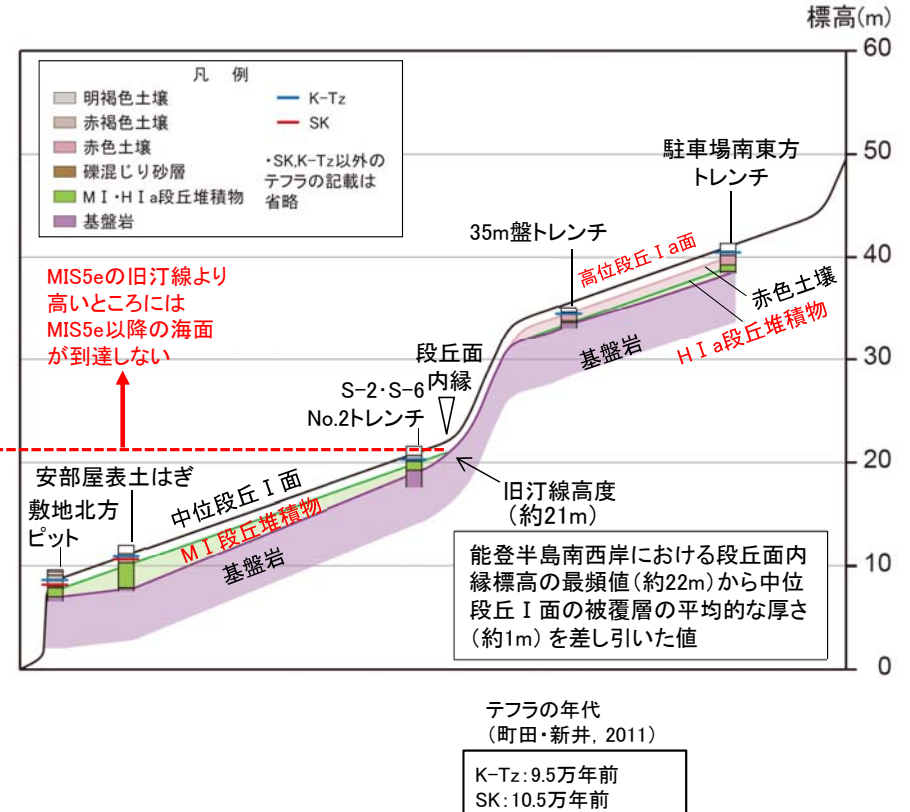 標高(m)
60
50
40
30
20
10
0
凡 例
明褐色土壌
赤褐色土壌
赤色土壌
礫混じり砂層
MⅠ・HⅠa段丘堆積物
基盤岩
K-Tz
SK
・SK,K-Tz以外の
テフラの記載は
省略
駐車場南東方
トレンチ
35m盤トレンチ
高位段丘Ⅰa面
赤色土壌
HⅠa段丘堆積物
基盤岩
MIS5eの旧汀線より
高いところには
MIS5e以降の海面
が到達しない
段丘面
内縁
S-2・S-6
No.2トレンチ
安部屋表土はぎ
敷地北方
ピット
中位段丘Ⅰ面
MⅠ段丘堆積物
基盤岩
旧汀線高度
(約21m)
能登半島南西岸における段丘面内
縁標高の最頻値(約22m)から中位
段丘Ⅰ面の被覆層の平均的な厚さ
(約1m)を差し引いた値
テフラの年代
(町田・新井, 2011)
K-Tz:9.5万年前
SK:10.5万年前